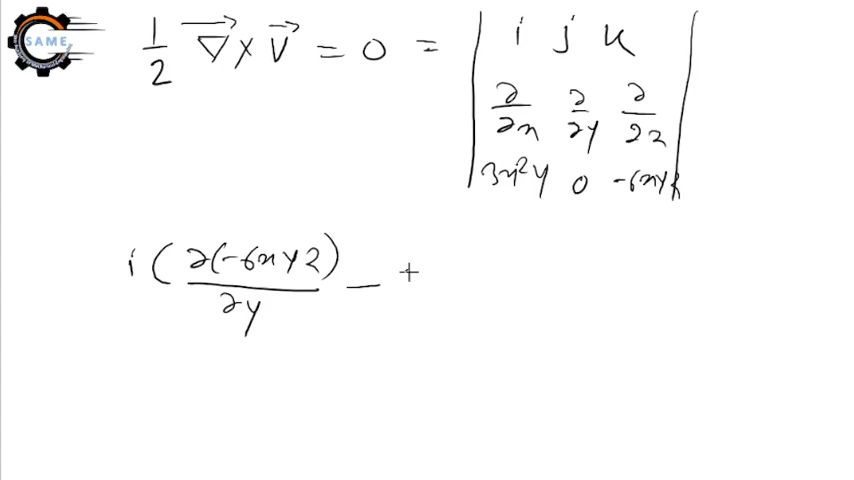 SAME
1/2 ∇ × V = 0 = | i j k
∂/∂x ∂/∂y ∂/∂z
3x²y 0 -6xyz |
i ( ∂(-6xyz)/∂y — +